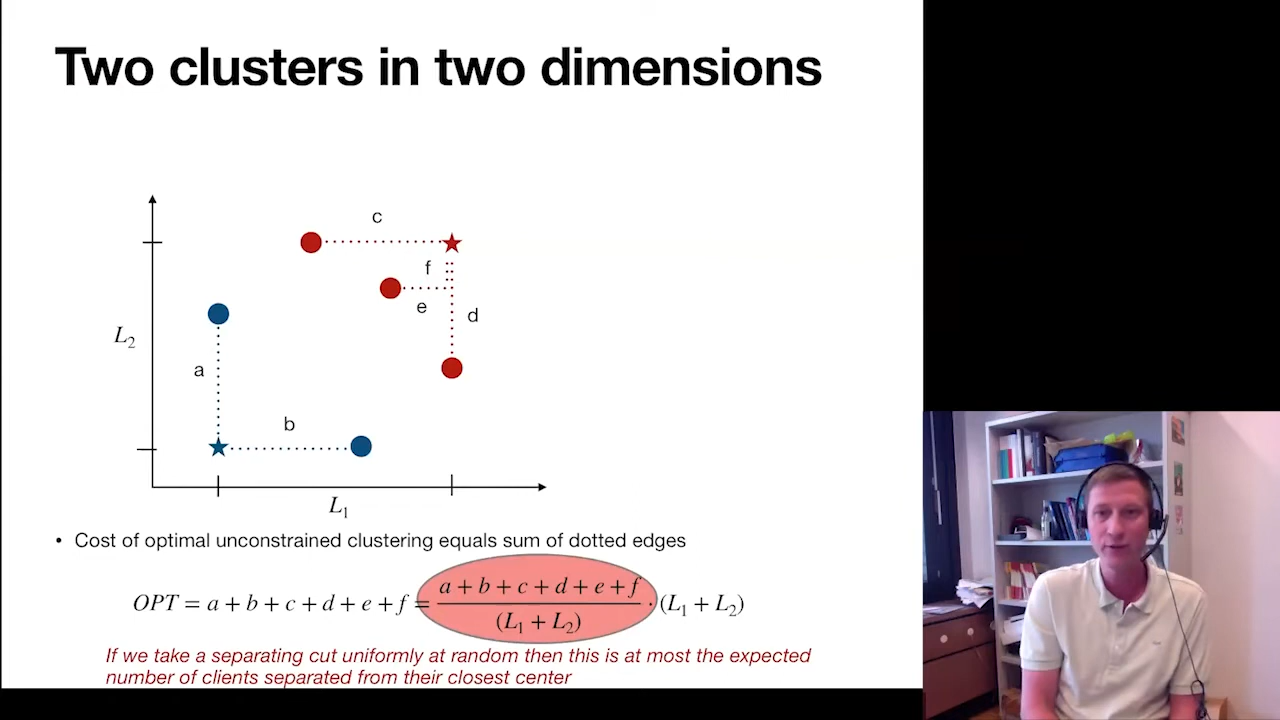 Two clusters in two dimensions
c
f
e
d
L₂
a
b
L₁
• Cost of optimal unconstrained clustering equals sum of dotted edges
OPT = a + b + c + d + e + f = (a + b + c + d + e + f) / (L₁ + L₂) · (L₁ + L₂)
If we take a separating cut uniformly at random then this is at most the expected
number of clients separated from their closest center